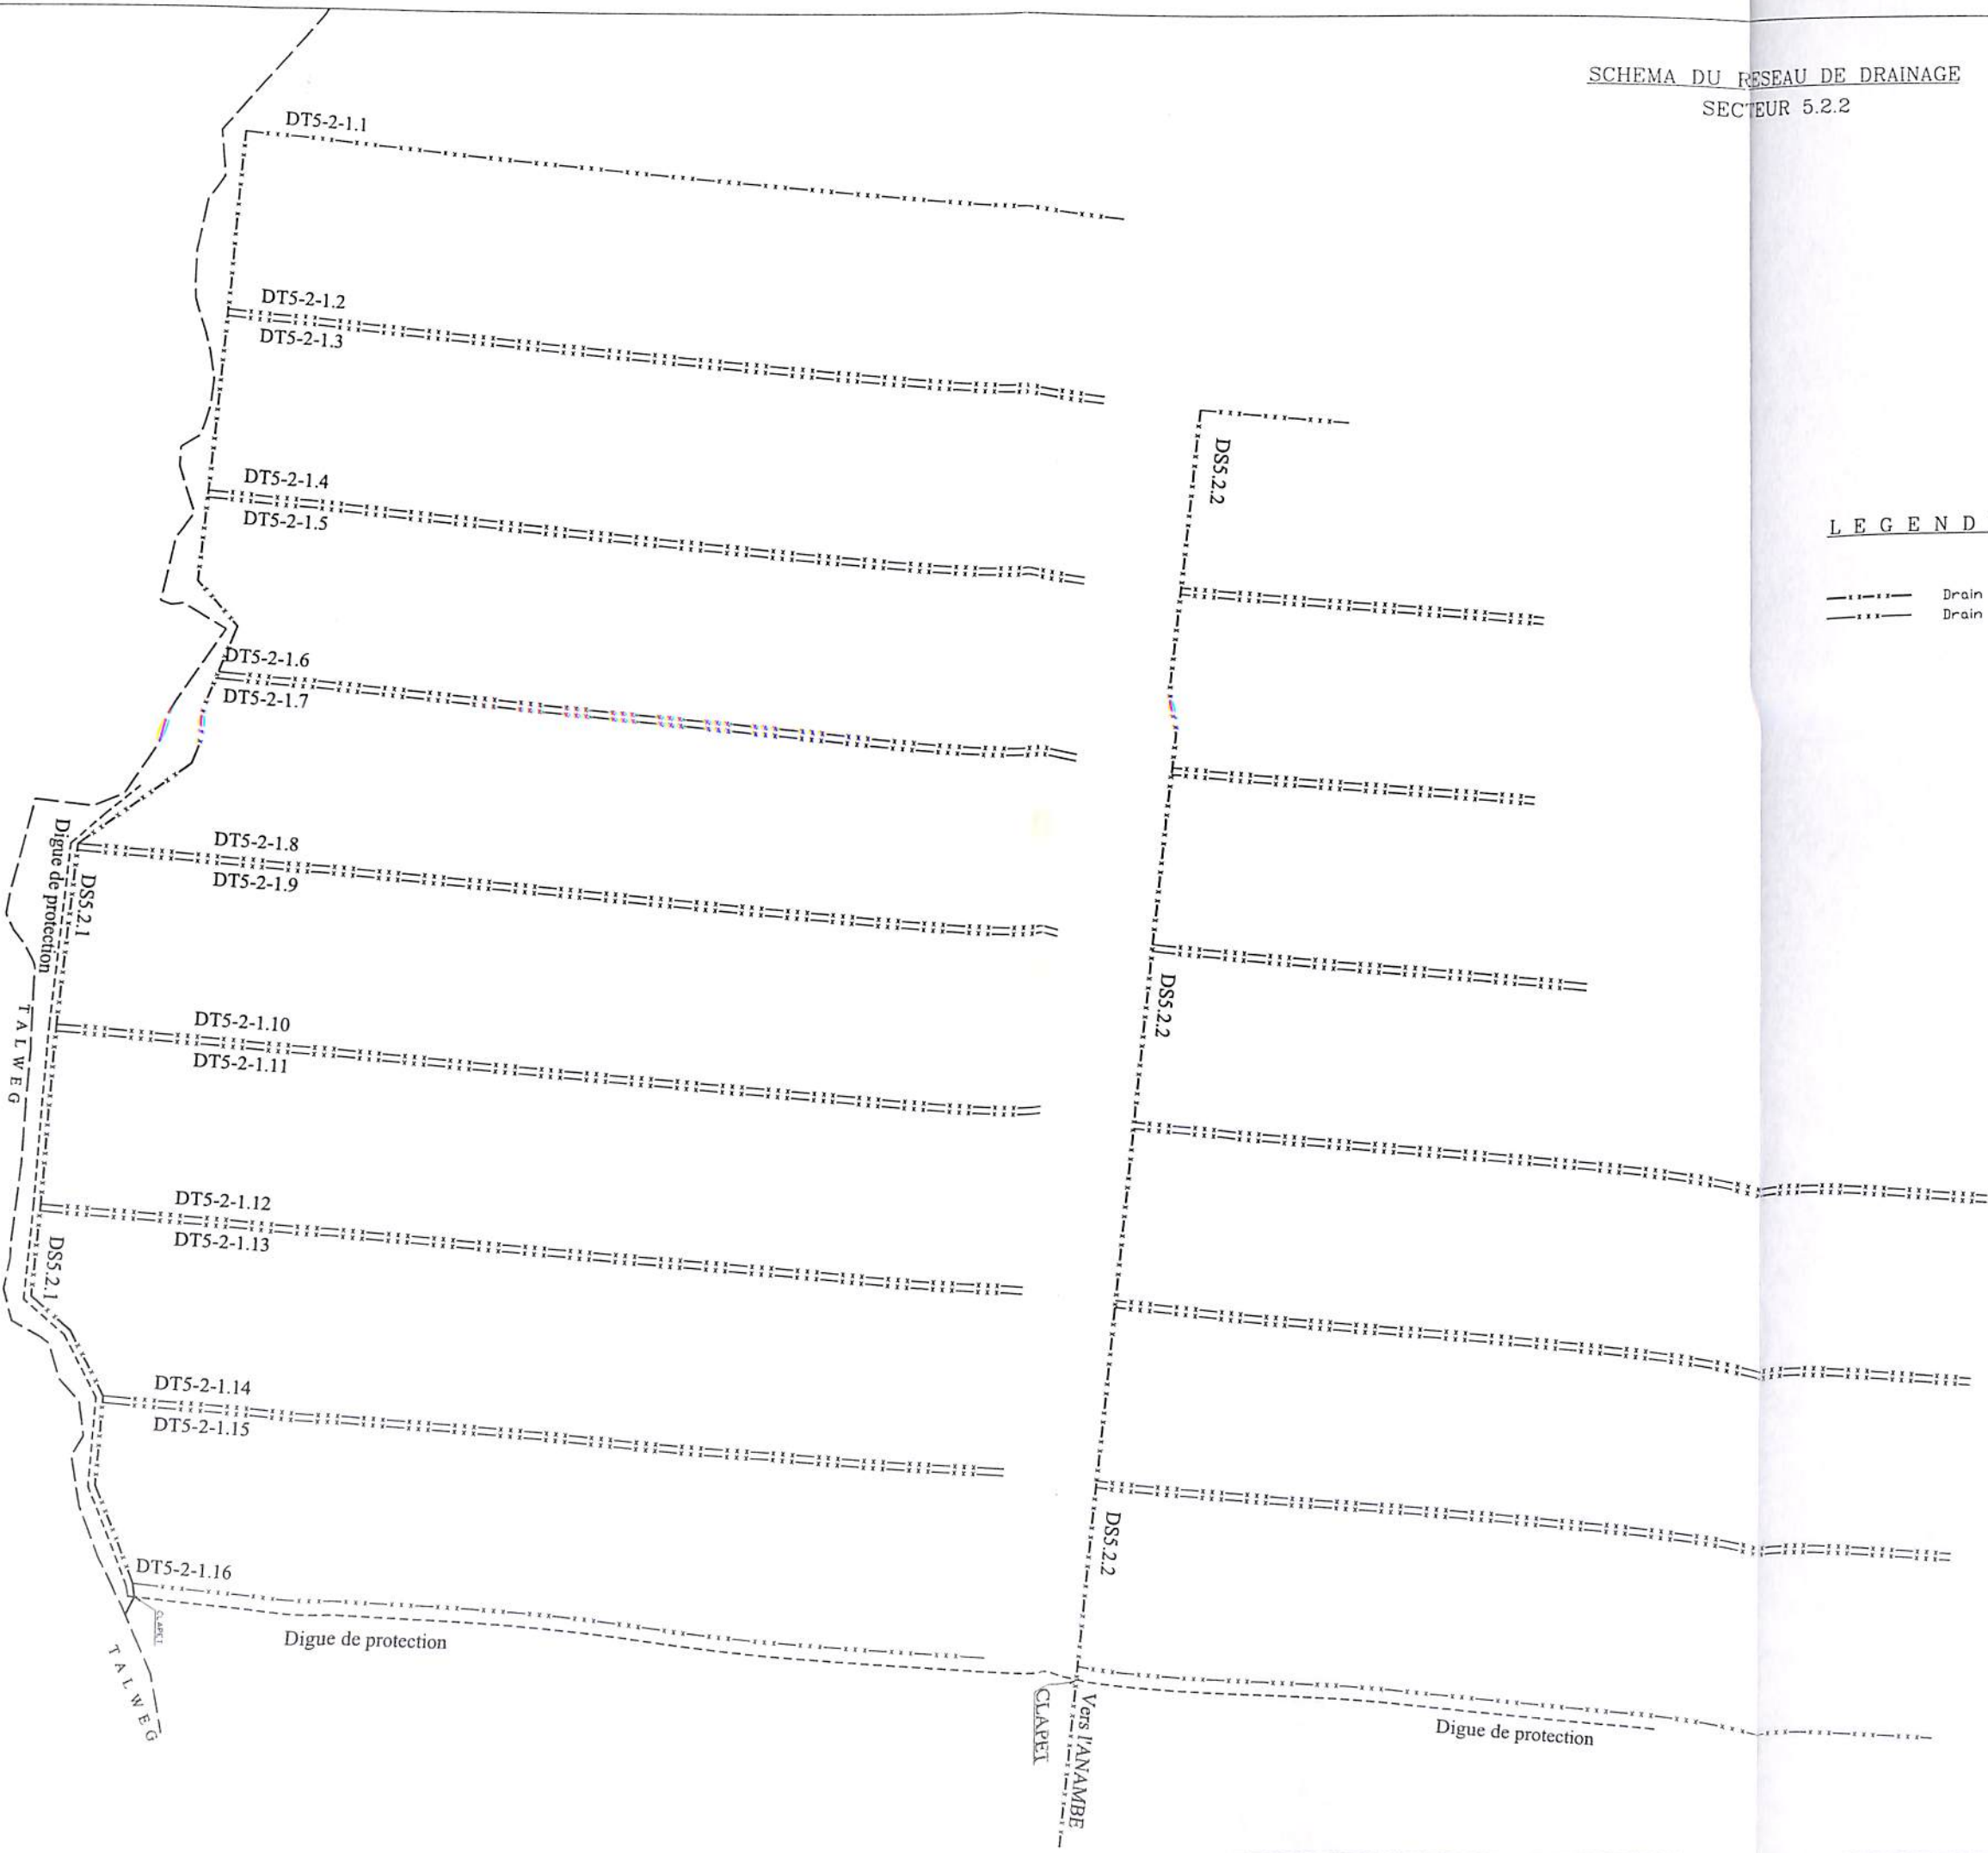 SCHEMA DU RESEAU DE DRAINAGE
SECTEUR 5.2.2
DT5-2-1.1
DT5-2-1.2
DT5-2-1.3
DS5.2.2
DT5-2-1.4
DT5-2-1.5
L E G E N D
Drain
Drain
DT5-2-1.6
DT5-2-1.7
DT5-2-1.8
DT5-2-1.9
Digue de protection
DS5.2.1
DS5.2.2
TALWEG
DT5-2-1.10
DT5-2-1.11
DT5-2-1.12
DT5-2-1.13
DS5.2.1
DT5-2-1.14
DT5-2-1.15
DS5.2.2
DT5-2-1.16
CLAPET
Digue de protection
TALWEG
CLAPET
Vers l'ANAMBE
Digue de protection